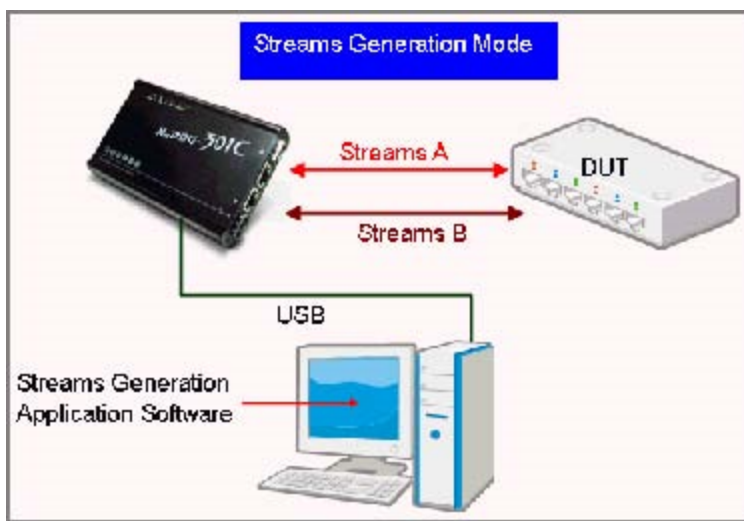 Streams Generation Mode
Streams A
DUT
Streams B
USB
Streams Generation
Application Software